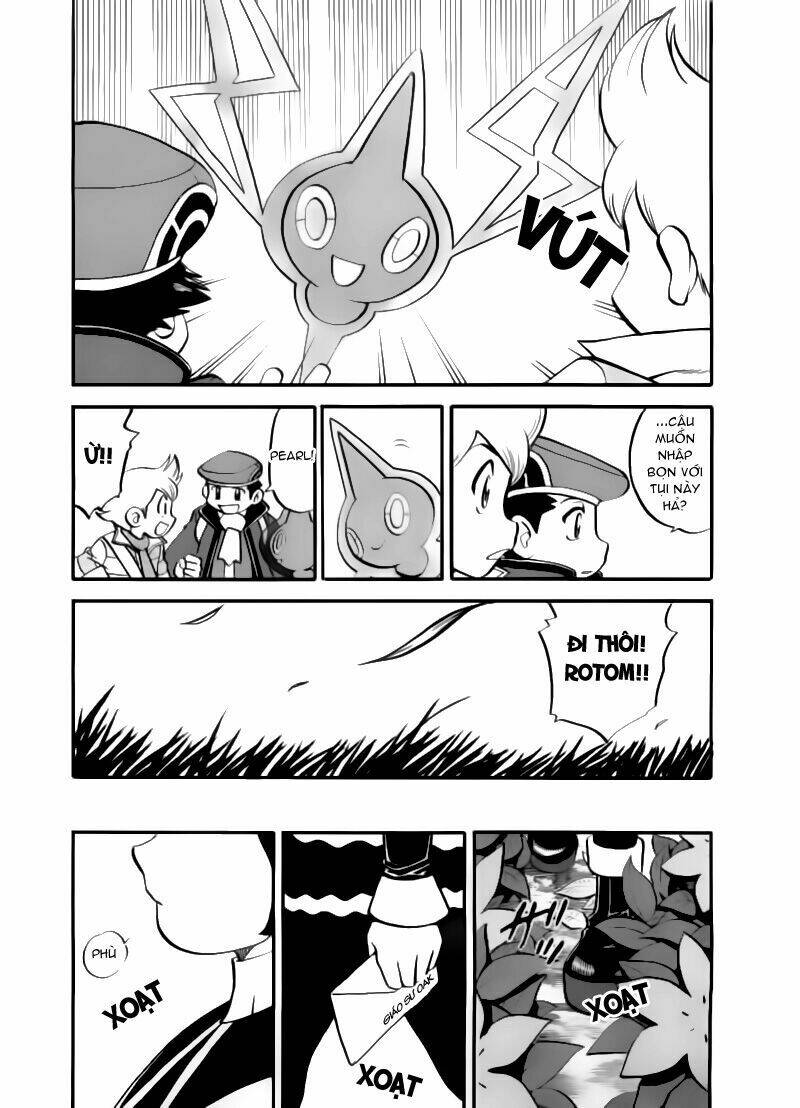 VÚT
...CẬU
MUỐN
NHẬP
BỌN VỚI
TỤI NÀY
HẢ?
PEARL!
Ừ!!
ĐI THÔI!
ROTOM!!
XOẠT
GIÁO SƯ OAK
XOẠT
PHÙ
XOẠT